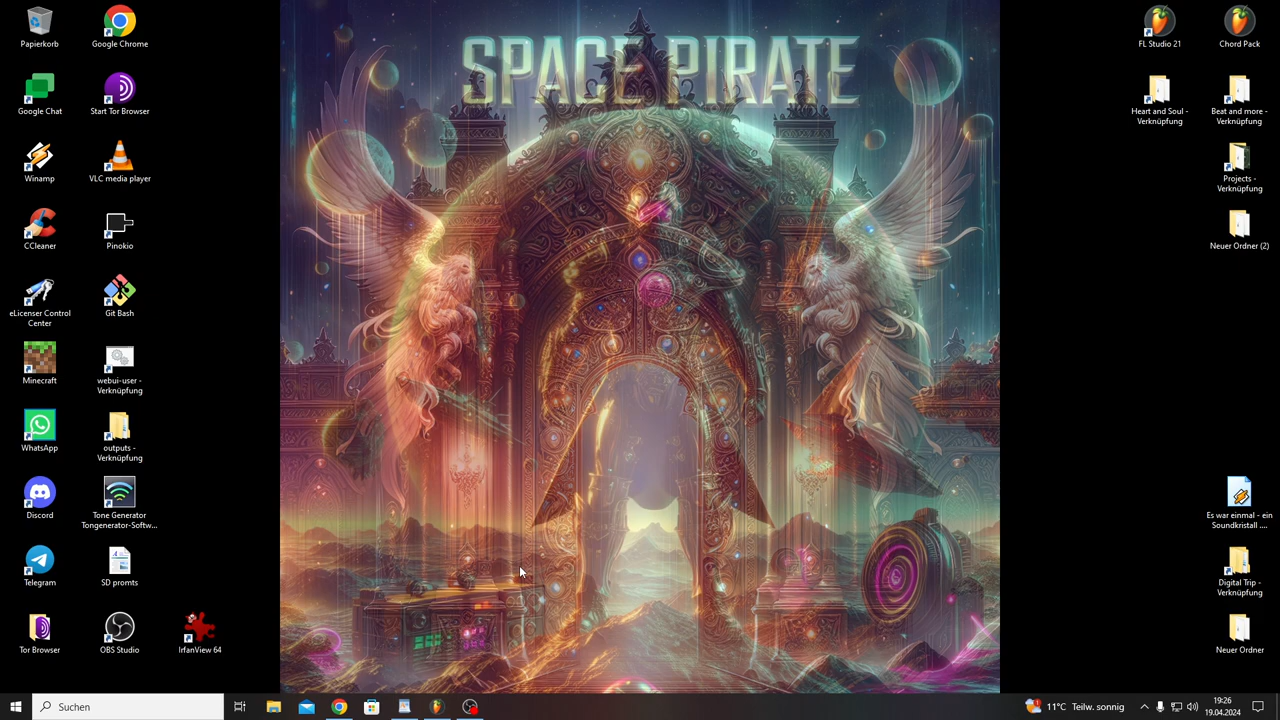 SPACE PIRATE
Papierkorb
Google Chrome
Google Chat
Start Tor Browser
Winamp
VLC media player
CCleaner
Pinokio
eLicenser Control
Center
Git Bash
Minecraft
webui-user -
Verknüpfung
WhatsApp
outputs -
Verknüpfung
Discord
Tone Generator
Tongenerator-Softw...
Telegram
SD promts
Tor Browser
OBS Studio
IrfanView 64
FL Studio 21
Chord Pack
Heart and Soul -
Verknüpfung
Beat and more -
Verknüpfung
Projects -
Verknüpfung
Neuer Ordner (2)
Es war einmal - ein
Soundkristall ....
Digital Trip -
Verknüpfung
Neuer Ordner
Suchen
11°C Teilw. sonnig
19:26
19.04.2024